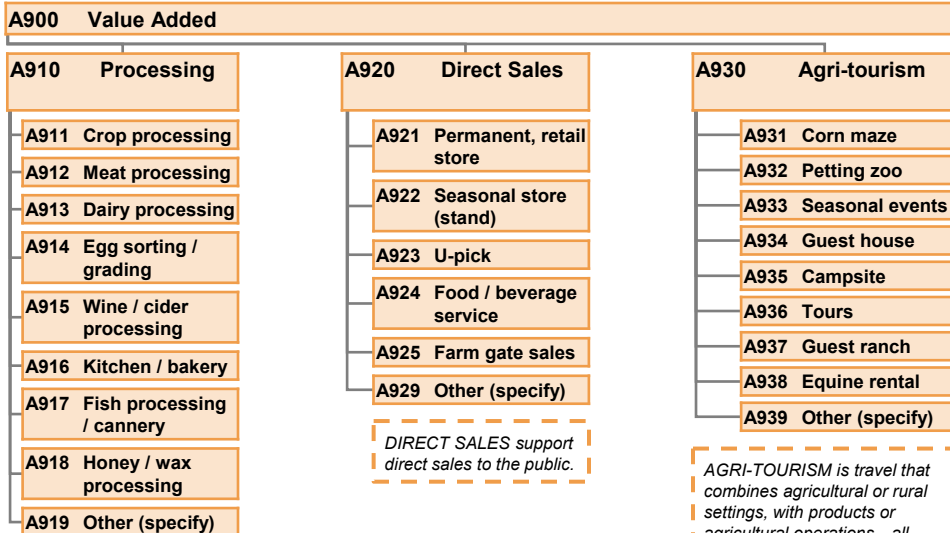 A900 Value Added
A910 Processing
A911 Crop processing
A912 Meat processing
A913 Dairy processing
A914 Egg sorting /
grading
A915 Wine / cider
processing
A916 Kitchen / bakery
A917 Fish processing
/ cannery
A918 Honey / wax
processing
A919 Other (specify)
A920 Direct Sales
A921 Permanent, retail
store
A922 Seasonal store
(stand)
A923 U-pick
A924 Food / beverage
service
A925 Farm gate sales
A929 Other (specify)
DIRECT SALES support
direct sales to the public.
A930 Agri-tourism
A931 Corn maze
A932 Petting zoo
A933 Seasonal events
A934 Guest house
A935 Campsite
A936 Tours
A937 Guest ranch
A938 Equine rental
A939 Other (specify)
AGRI-TOURISM is travel that
combines agricultural or rural
settings, with products or
agricultural operations – all